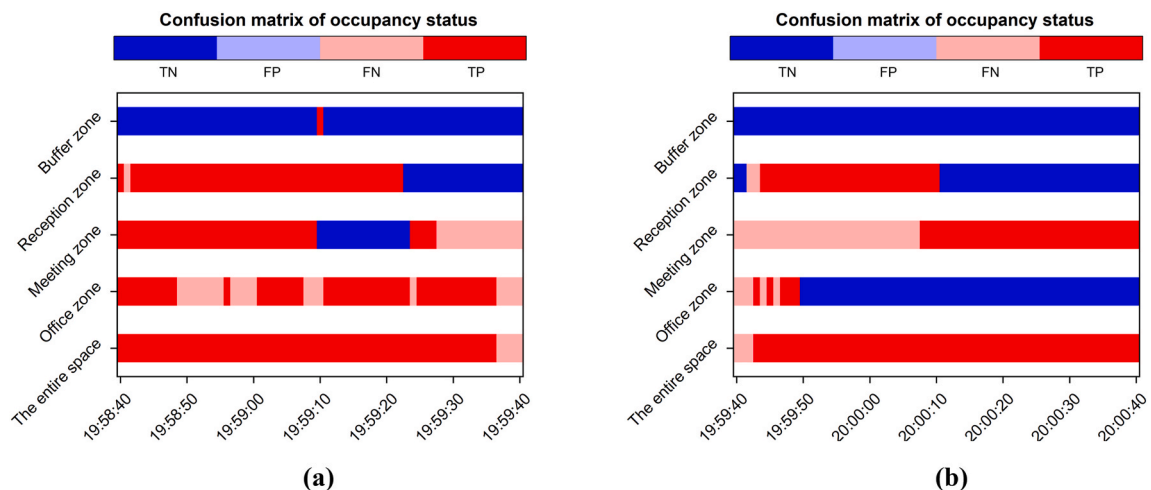 Confusion matrix of occupancy status
TN FP FN TP
Buffer zone
Reception zone
Meeting zone
Office zone
The entire space
19:58:40 19:58:50 19:59:00 19:59:10 19:59:20 19:59:30 19:59:40
(a)
Confusion matrix of occupancy status
TN FP FN TP
Buffer zone
Reception zone
Meeting zone
Office zone
The entire space
19:59:40 19:59:50 20:00:00 20:00:10 20:00:20 20:00:30 20:00:40
(b)